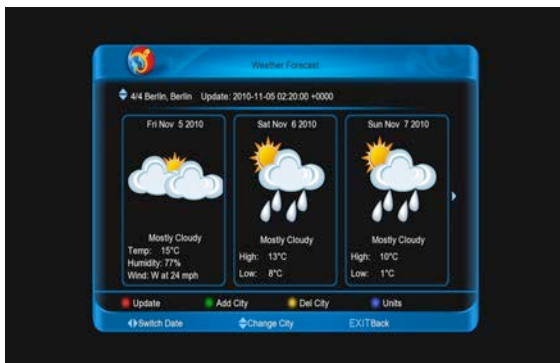 Weather Forecast
4/4 Berlin, Berlin Update: 2010-11-05 02:20:00 +0000
Fri Nov 5 2010
Mostly Cloudy
Temp: 15°C
Humidity: 77%
Wind: W at 24 mph
Sat Nov 6 2010
Mostly Cloudy
High: 13°C
Low: 8°C
Sun Nov 7 2010
Mostly Cloudy
High: 10°C
Low: 1°C
Update Add City Del City Units
Switch Date Change City EXIT Back